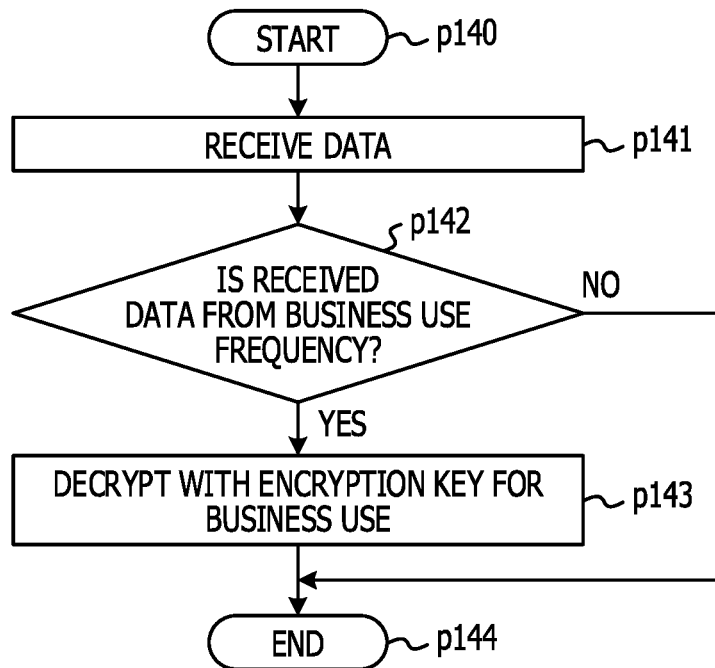 START
p140
RECEIVE DATA
p141
p142
IS RECEIVED
DATA FROM BUSINESS USE
FREQUENCY?
NO
YES
DECRYPT WITH ENCRYPTION KEY FOR
BUSINESS USE
p143
END
p144